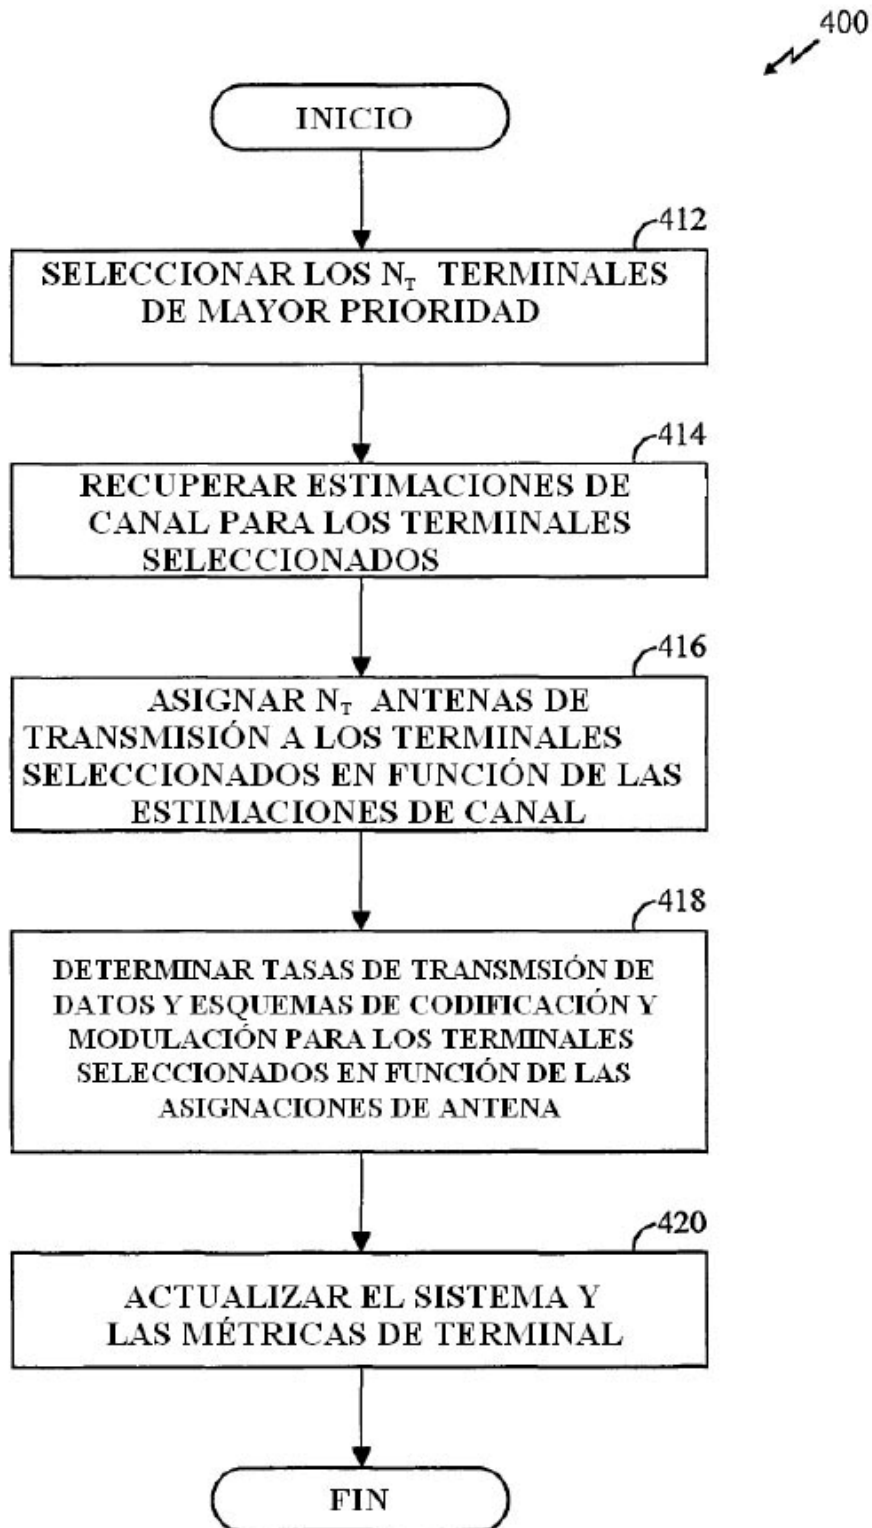 400
INICIO
412
SELECCIONAR LOS N_T TERMINALES
DE MAYOR PRIORIDAD
414
RECUPERAR ESTIMACIONES DE
CANAL PARA LOS TERMINALES
SELECCIONADOS
416
ASIGNAR N_T ANTENAS DE
TRANSMISIÓN A LOS TERMINALES
SELECCIONADOS EN FUNCIÓN DE LAS
ESTIMACIONES DE CANAL
418
DETERMINAR TASAS DE TRANSMSIÓN DE
DATOS Y ESQUEMAS DE CODIFICACIÓN Y
MODULACIÓN PARA LOS TERMINALES
SELECCIONADOS EN FUNCIÓN DE LAS
ASIGNACIONES DE ANTENA
420
ACTUALIZAR EL SISTEMA Y
LAS MÉTRICAS DE TERMINAL
FIN